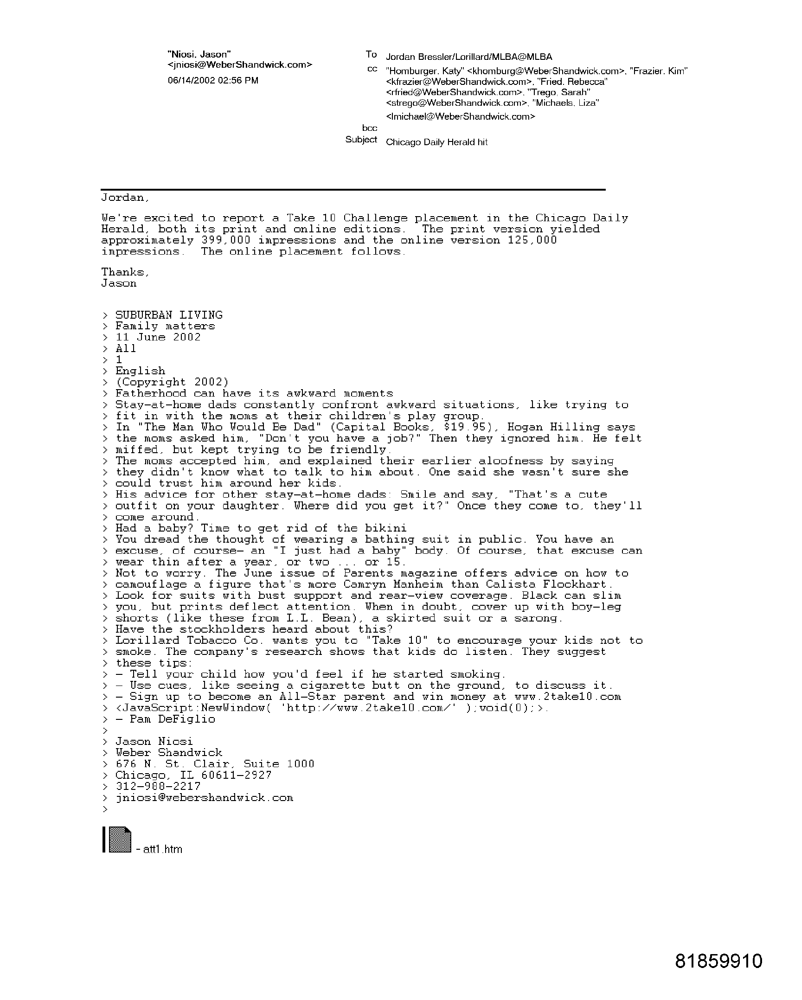 "Niosi, Jason"
<jniosi@WeberShandwick.com>
06/14/2002 02:56 PM
To Jordan Bressler/Lorillard/MLBA@MLBA
cc "Homburger, Katy" <khomburg@WeberShandwick.com>, "Frazier, Kim"
<kfrazier@WeberShandwick.com>, "Fried, Rebecca"
<rfried@WeberShandwick.com>, "Trego, Sarah"
<strego@WeberShandwick.com>, "Michaels, Liza"
<lmichael@WeberShandwick.com>
bcc
Subject Chicago Daily Herald hit
Jordan,
We're excited to report a Take 10 Challenge placement in the Chicago Daily
Herald, both its print and online editions.  The print version yielded
approximately 399,000 impressions and the online version 125,000
impressions.  The online placement follows.
Thanks,
Jason
> SUBURBAN LIVING
> Family matters
> 11 June 2002
> All
> 1
> English
> (Copyright 2002)
> Fatherhood can have its awkward moments
> Stay-at-home dads constantly confront awkward situations, like trying to
> fit in with the moms at their children's play group.
> In "The Man Who Would Be Dad" (Capital Books, $19.95), Hogan Hilling says
> the moms asked him, "Don't you have a job?" Then they ignored him. He felt
> miffed, but kept trying to be friendly.
> The moms accepted him, and explained their earlier aloofness by saying
> they didn't know what to talk to him about. One said she wasn't sure she
> could trust him around her kids.
> His advice for other stay-at-home dads: Smile and say, "That's a cute
> outfit on your daughter. Where did you get it?" Once they come to, they'll
> come around.
> Had a baby? Time to get rid of the bikini
> You dread the thought of wearing a bathing suit in public. You have an
> excuse, of course- an "I just had a baby" body. Of course, that excuse can
> wear thin after a year, or two ... or 15.
> Not to worry. The June issue of Parents magazine offers advice on how to
> camouflage a figure that's more Camryn Manheim than Calista Flockhart.
> Look for suits with bust support and rear-view coverage. Black can slim
> you, but prints deflect attention. When in doubt, cover up with boy-leg
> shorts (like these from L.L. Bean), a skirted suit or a sarong.
> Have the stockholders heard about this?
> Lorillard Tobacco Co. wants you to "Take 10" to encourage your kids not to
> smoke. The company's research shows that kids do listen. They suggest
> these tips:
> - Tell your child how you'd feel if he started smoking.
> - Use cues, like seeing a cigarette butt on the ground, to discuss it.
> - Sign up to become an All-Star parent and win money at www.2take10.com
> <JavaScript:NewWindow( 'http://www.2take10.com/' );void(0);>.
> - Pam DeFiglio
>
> Jason Niosi
> Weber Shandwick
> 676 N. St. Clair, Suite 1000
> Chicago, IL 60611-2927
> 312-988-2217
> jniosi@webershandwick.com
>
- att1.htm
81859910